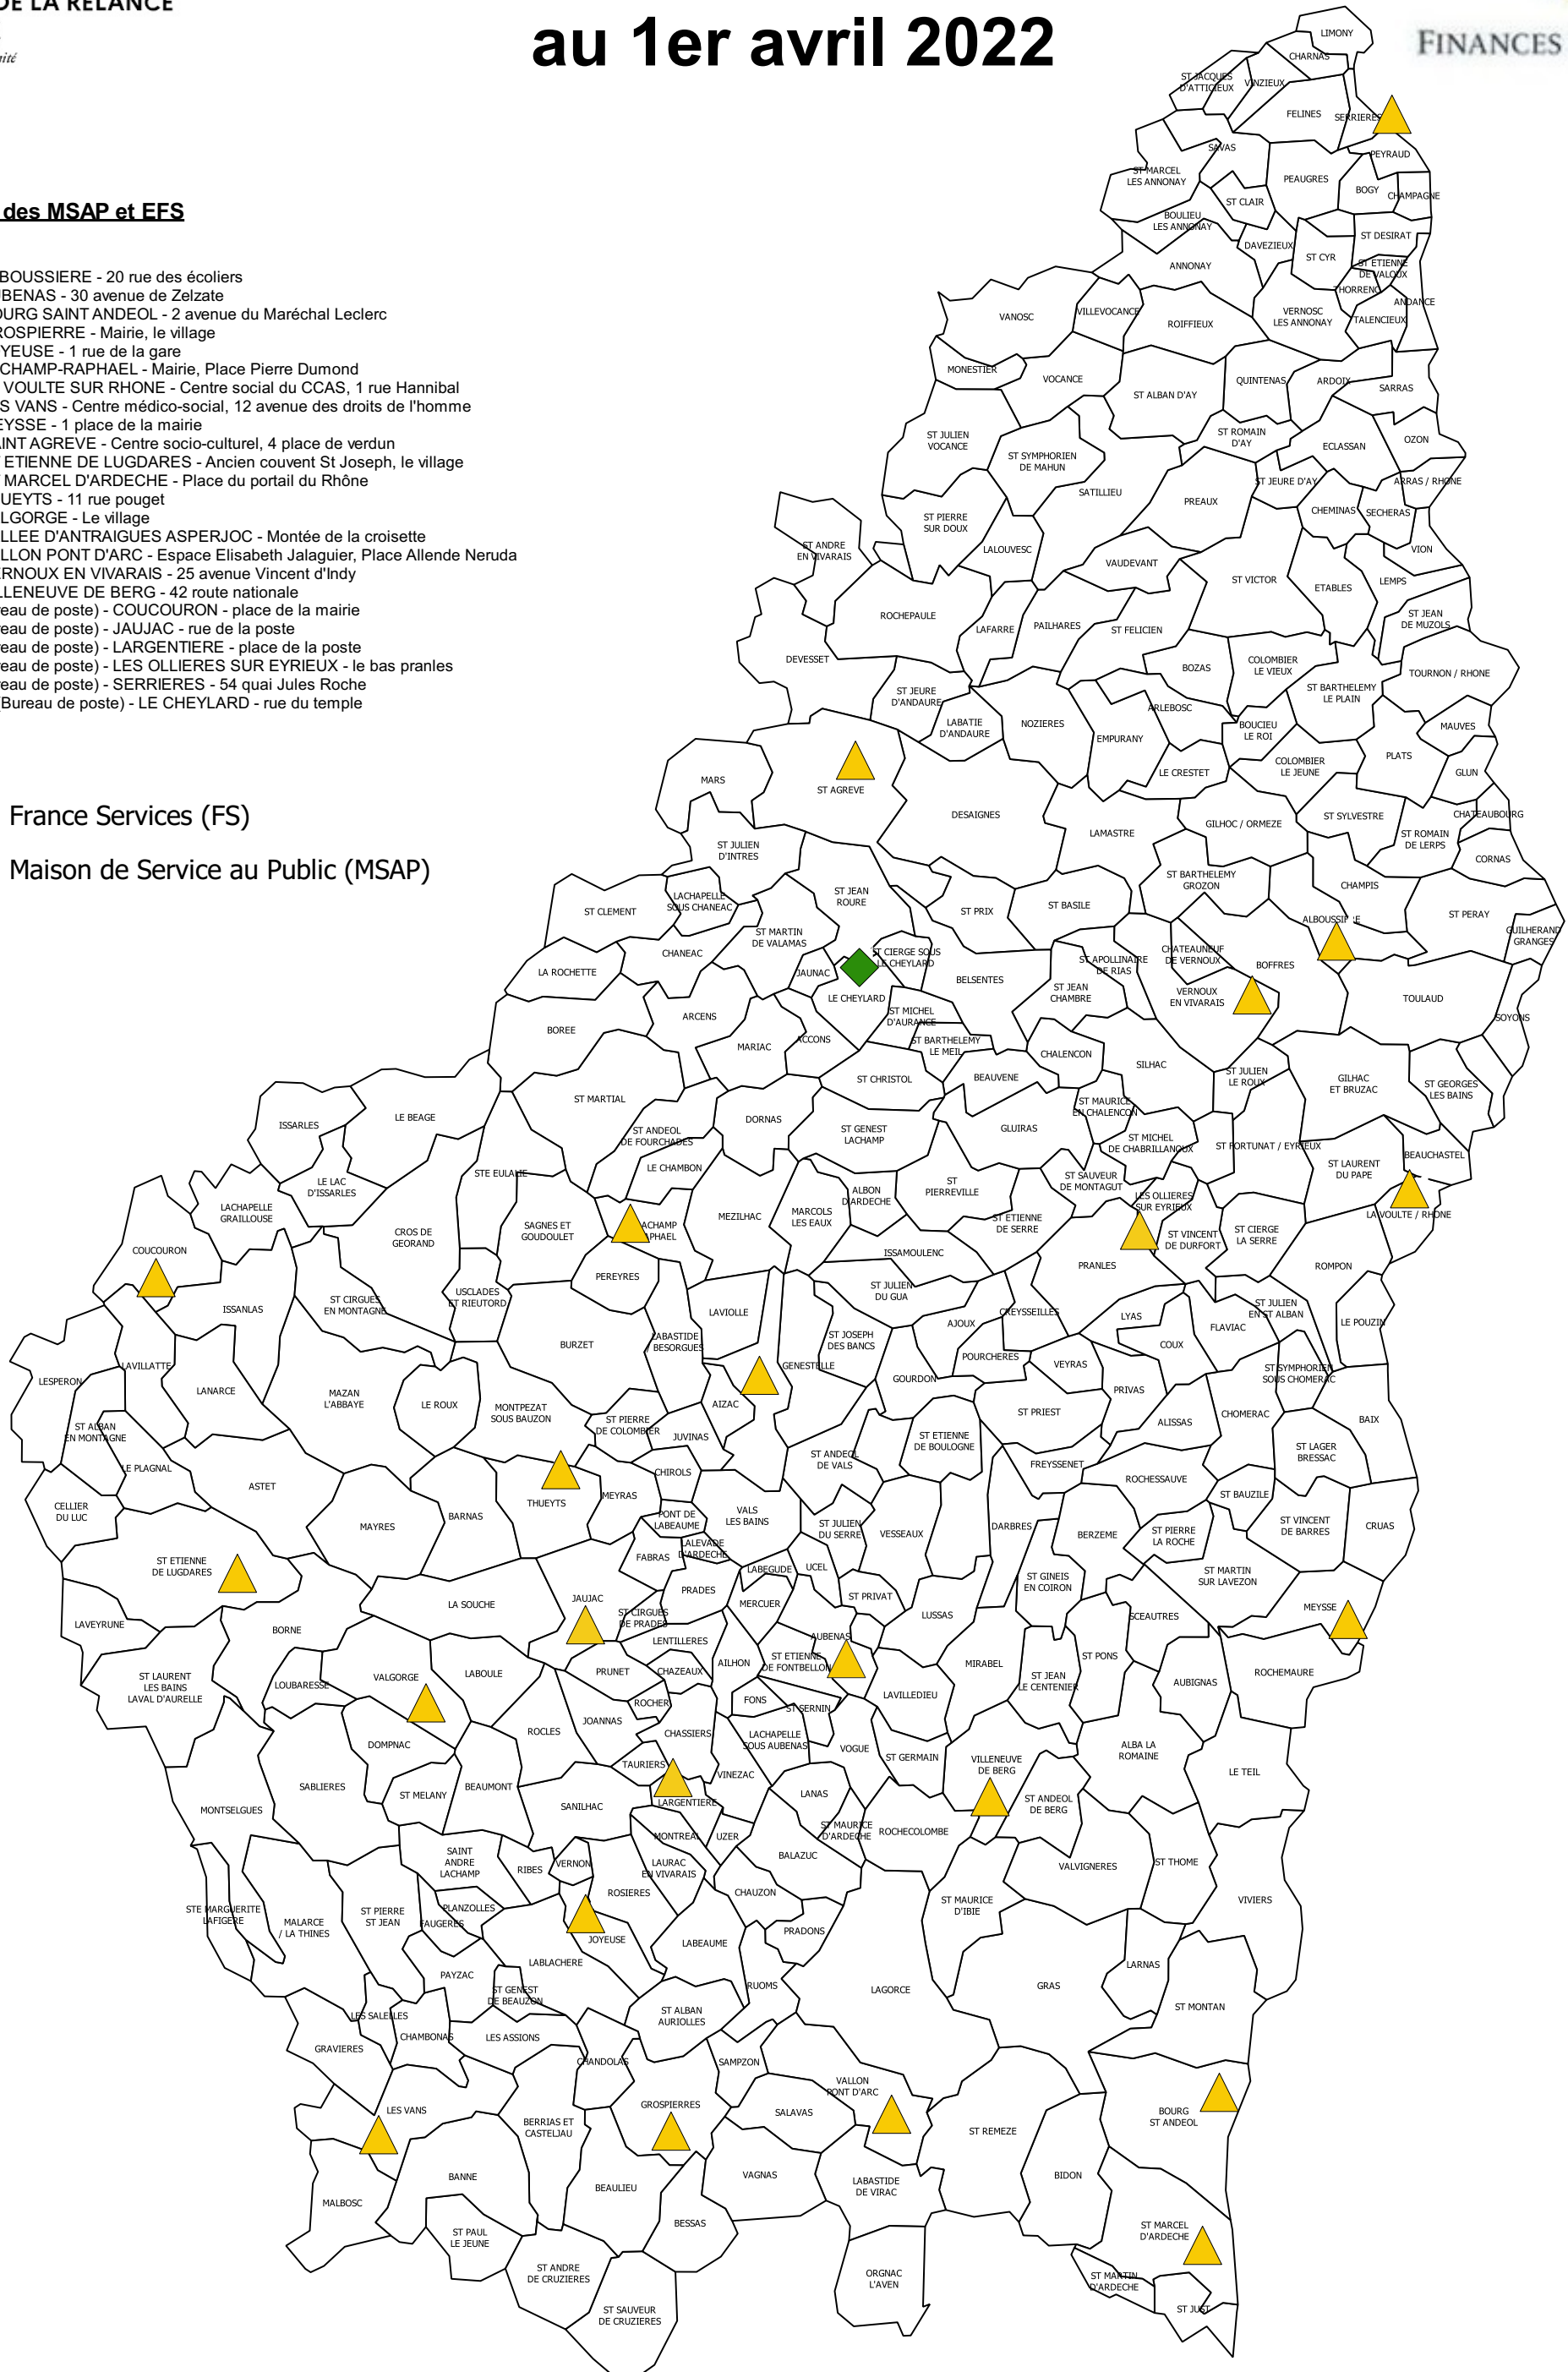 DE LA RELANCE
au 1er avril 2022
FINANCES
des MSAP et EFS
BOUSSIERE - 20 rue des écoliers
BENAS - 30 avenue de Zelzate
OURG SAINT ANDEOL - 2 avenue du Maréchal Leclerc
ROSPIERRE - Mairie, le village
YEUSE - 1 rue de la gare
CHAMP-RAPHAEL - Mairie, Place Pierre Dumond
VOULTE SUR RHONE - Centre social du CCAS, 1 rue Hannibal
S VANS - Centre médico-social, 12 avenue des droits de l'homme
EYSSE - 1 place de la mairie
INT AGREVE - Centre socio-culturel, 4 place de verdun
ETIENNE DE LUGDARES - Ancien couvent St Joseph, le village
MARCEL D'ARDECHE - Place du portail du Rhône
UEYTS - 11 rue pouget
LGORGE - Le village
LLEE D'ANTRAIGUES ASPERJOC - Montée de la croisette
LLON PONT D'ARC - Espace Elisabeth Jalaguier, Place Allende Neruda
ERNOUX EN VIVARAIS - 25 avenue Vincent d'Indy
LLENEUVE DE BERG - 42 route nationale
eau de poste) - COUCOURON - place de la mairie
eau de poste) - JAUJAC - rue de la poste
eau de poste) - LARGENTIERE - place de la poste
eau de poste) - LES OLLIERES SUR EYRIEUX - le bas pranles
eau de poste) - SERRIERES - 54 quai Jules Roche
(Bureau de poste) - LE CHEYLARD - rue du temple
France Services (FS)
Maison de Service au Public (MSAP)
LIMONY
CHARNAS
ST JACQUES
D'ATTICIEUX
VINZIEUX
FELINES
SERRIERES
SAVAS
PEYRAUD
ST MARCEL
LES ANNONAY
PEAUGRES
BOGY
CHAMPAGNE
ST CLAIR
BOULIEU
LES ANNONAY
DAVEZIEUX
ST CYR
ST DESIRAT
ANNONAY
ST ETIENNE
DE VALOUX
THORRENC
ANDANCE
VANOSC
VILLEVOCANCE
ROIFFIEUX
VERNOSC
LES ANNONAY
TALENCIEUX
MONESTIER
VOCANCE
ST ALBAN D'AY
QUINTENAS
ARDOIX
SARRAS
ST JULIEN
VOCANCE
ST SYMPHORIEN
DE MAHUN
ST ROMAIN
D'AY
ECLASSAN
OZON
SATILLIEU
PREAUX
ST JEURE D'AY
ARRAS / RHONE
CHEMINAS
SECHERAS
ST PIERRE
SUR DOUX
LALOUVESC
ST ANDRE
EN VIVARAIS
VAUDEVANT
ST VICTOR
ETABLES
LEMPS
VION
ROCHEPAULE
LAFARRE
PAILHARES
ST FELICIEN
ST JEAN
DE MUZOLS
DEVESSET
BOZAS
COLOMBIER
LE VIEUX
ST BARTHELEMY
LE PLAIN
TOURNON / RHONE
ST JEURE
D'ANDAURE
LABATIE
D'ANDAURE
NOZIERES
EMPURANY
ARLEBOSC
BOUCIEU
LE ROI
MAUVES
PLATS
GLUN
MARS
ST AGREVE
LE CRESTET
COLOMBIER
LE JEUNE
DESAIGNES
LAMASTRE
GILHOC / ORMEZE
ST SYLVESTRE
ST ROMAIN
DE LERPS
CHATEAUBOURG
CORNAS
ST JULIEN
D'INTRES
ST CLEMENT
LACHAPELLE
SOUS CHANEAC
ST JEAN
ROURE
ST PRIX
ST BASILE
ST BARTHELEMY
GROZON
CHAMPIS
ST PERAY
GUILHERAND
GRANGES
ST MARTIN
DE VALAMAS
CHANEAC
LA ROCHETTE
JAUNAC
ST CIERGE SOUS
LE CHEYLARD
LE CHEYLARD
BELSENTES
ST APOLLINAIRE
DE RIAS
CHATEAUNEUF
DE VERNOUX
BOFFRES
TOULAUD
SOYONS
ST JEAN
CHAMBRE
VERNOUX
EN VIVARAIS
BOREE
ARCENS
MARIAC
ACCONS
ST MICHEL
D'AURANCE
ST BARTHELEMY
LE MEIL
CHALENCON
SILHAC
ST JULIEN
LE ROUX
GILHAC
ET BRUZAC
ST GEORGES
LES BAINS
ST CHRISTOL
BEAUVENE
ST MAURICE
EN CHALENCON
ST MARTIAL
DORNAS
ST GENEST
LACHAMP
GLUIRAS
ST MICHEL
DE CHABRILLANOUX
ST FORTUNAT / EYRIEUX
ST LAURENT
DU PAPE
BEAUCHASTEL
ISSARLES
LE BEAGE
ST ANDEOL
DE FOURCHADES
LE CHAMBON
STE EULALIE
LE LAC
D'ISSARLES
LACHAPELLE
GRAILLOUSE
CROS DE
GEORAND
SAGNES ET
GOUDOULET
MEZILHAC
MARCOLS
LES EAUX
ALBON
D'ARDECHE
ST
PIERREVILLE
ST SAUVEUR
DE MONTAGUT
LES OLLIERES
SUR EYRIEUX
LA VOULTE / RHONE
ST ETIENNE
DE SERRE
ST VINCENT
DE DURFORT
ST CIERGE
LA SERRE
ROMPON
COUCOURON
ISSANLAS
ST CIRGUES
EN MONTAGNE
USCLADES
ET RIEUTORD
PEREYRES
ISSAMOULENC
PRANLES
ST JULIEN
DU GUA
LAVIOLLE
BURZET
LABASTIDE
/ BESORGUES
ST JOSEPH
DES BANCS
AJOUX
CREYSSEILLES
LYAS
COUX
FLAVIAC
ST JULIEN
EN ST ALBAN
LE POUZIN
LAVILLATTE
LESPERON
LANARCE
MAZAN
L'ABBAYE
LE ROUX
MONTPEZAT
SOUS BAUZON
AIZAC
GENESTELLE
GOURDON
POURCHERES
VEYRAS
PRIVAS
ST SYMPHORIEN
SOUS CHOMERAC
ST PIERRE
DE COLOMBIER
JUVINAS
ST PRIEST
ALISSAS
CHOMERAC
BAIX
ST ALBAN
EN MONTAGNE
LE PLAGNAL
ASTET
ST ANDEOL
DE VALS
ST ETIENNE
DE BOULOGNE
FREYSSENET
ROCHESSAUVE
ST LAGER
BRESSAC
CELLIER
DU LUC
MAYRES
BARNAS
THUEYTS
MEYRAS
CHIROLS
PONT DE
LABEAUME
VALS
LES BAINS
ST JULIEN
DU SERRE
VESSEAUX
DARBRES
BERZEME
ST PIERRE
LA ROCHE
ST BAUZILE
ST VINCENT
DE BARRES
CRUAS
ST ETIENNE
DE LUGDARES
FABRAS
LALEVADE
D'ARDECHE
LABEGUDE
UCEL
ST PRIVAT
LUSSAS
ST GINEIS
EN COIRON
ST MARTIN
SUR LAVEZON
LAVEYRUNE
BORNE
LA SOUCHE
JAUJAC
ST CIRGUES
DE PRADES
PRADES
MERCUER
AUBENAS
SCEAUTRES
MEYSSE
LENTILLERES
AILHON
ST ETIENNE
DE FONTBELLON
MIRABEL
ST PONS
AUBIGNAS
ROCHEMAURE
ST LAURENT
LES BAINS
LAVAL D'AURELLE
LOUBARESSE
VALGORGE
LABOULE
PRUNET
CHAZEAUX
ROCHER
FONS
ST SERNIN
LAVILLEDIEU
ST JEAN
LE CENTENIER
JOANNAS
ROCLES
CHASSIERS
LACHAPELLE
SOUS AUBENAS
VOGUE
ST GERMAIN
VILLENEUVE
DE BERG
ALBA LA
ROMAINE
LE TEIL
DOMPNAC
TAURIERS
VINEZAC
SABLIERES
ST MELANY
BEAUMONT
SANILHAC
LARGENTIERE
LANAS
ST ANDEOL
DE BERG
MONTSELGUES
MONTREAL
UZER
ST MAURICE
D'ARDECHE
ROCHECOLOMBE
SAINT
ANDRE
LACHAMP
RIBES
VERNON
LAURAC
EN VIVARAIS
BALAZUC
VALVIGNERES
ST THOME
ROSIERES
CHAUZON
ST MAURICE
D'IBIE
VIVIERS
STE MARGUERITE
LAFIGERE
MALARCE
/ LA THINES
ST PIERRE
ST JEAN
PLANZOLLES
FAUGERES
JOYEUSE
LABEAUME
PRADONS
LABLACHERE
PAYZAC
ST GENEST
DE BEAUZON
RUOMS
LAGORCE
GRAS
LARNAS
ST MONTAN
LES SALELLES
CHAMBONAS
LES ASSIONS
ST ALBAN
AURIOLLES
GRAVIERES
CHANDOLAS
SAMPZON
VALLON
PONT D'ARC
LES VANS
BERRIAS ET
CASTELJAU
GROSPIERRES
SALAVAS
ST REMEZE
BOURG
ST ANDEOL
BANNE
BEAULIEU
VAGNAS
LABASTIDE
DE VIRAC
BIDON
MALBOSC
ST PAUL
LE JEUNE
BESSAS
ST MARCEL
D'ARDECHE
ST ANDRE
DE CRUZIERES
ORGNAC
L'AVEN
ST MARTIN
D'ARDECHE
ST SAUVEUR
DE CRUZIERES
ST JUST